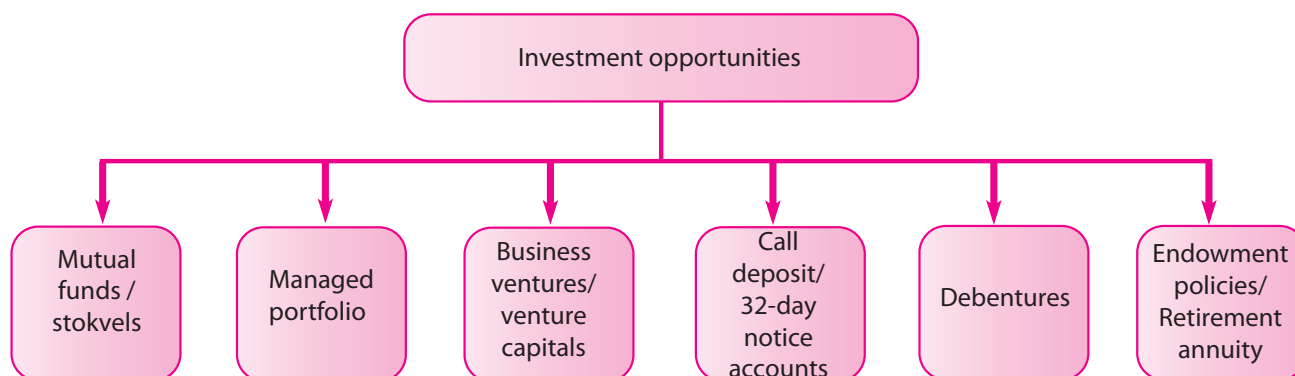 Investment opportunities
Mutual
funds /
stokvels
Managed
portfolio
Business
ventures/
venture
capitals
Call
deposit/
32-day
notice
accounts
Debentures
Endowment
policies/
Retirement
annuity